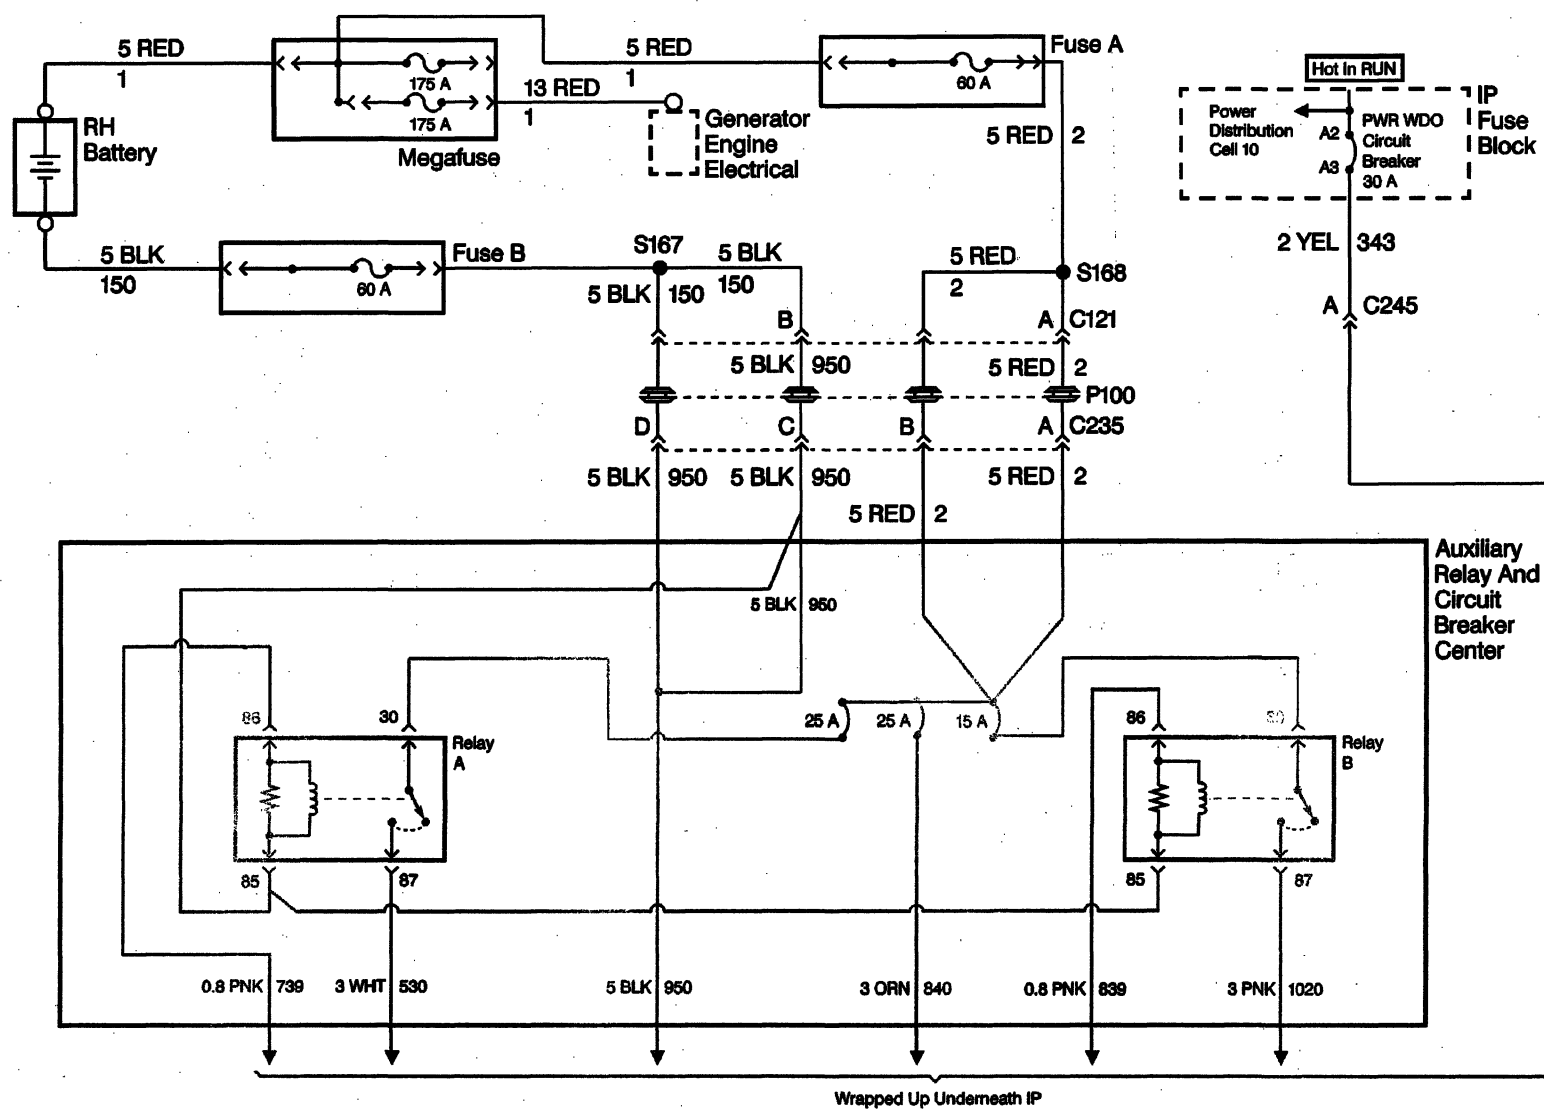 5 RED
1
175 A
175 A
Megafuse
5 RED
1
13 RED
1
Generator
Engine
Electrical
60 A
Fuse A
5 RED 2
Hot In RUN
IP
Fuse
Block
Power
Distribution
Cell 10
A2
A3
PWR WDO
Circuit
Breaker
30 A
2 YEL 343
A C245
RH
Battery
5 BLK
150
60 A
Fuse B
S167
5 BLK
150
5 BLK 150
5 RED
2
S168
B
A C121
5 BLK 950
5 RED 2
P100
D
C
B
A C235
5 BLK 950
5 BLK 950
5 RED 2
5 RED 2
Auxiliary
Relay And
Circuit
Breaker
Center
5 BLK 950
86
30
25 A
25 A
15 A
86
30
Relay
A
Relay
B
85
87
85
87
0.8 PNK 739
3 WHT 530
5 BLK 950
3 ORN 840
0.8 PNK 839
3 PNK 1020
Wrapped Up Underneath IP